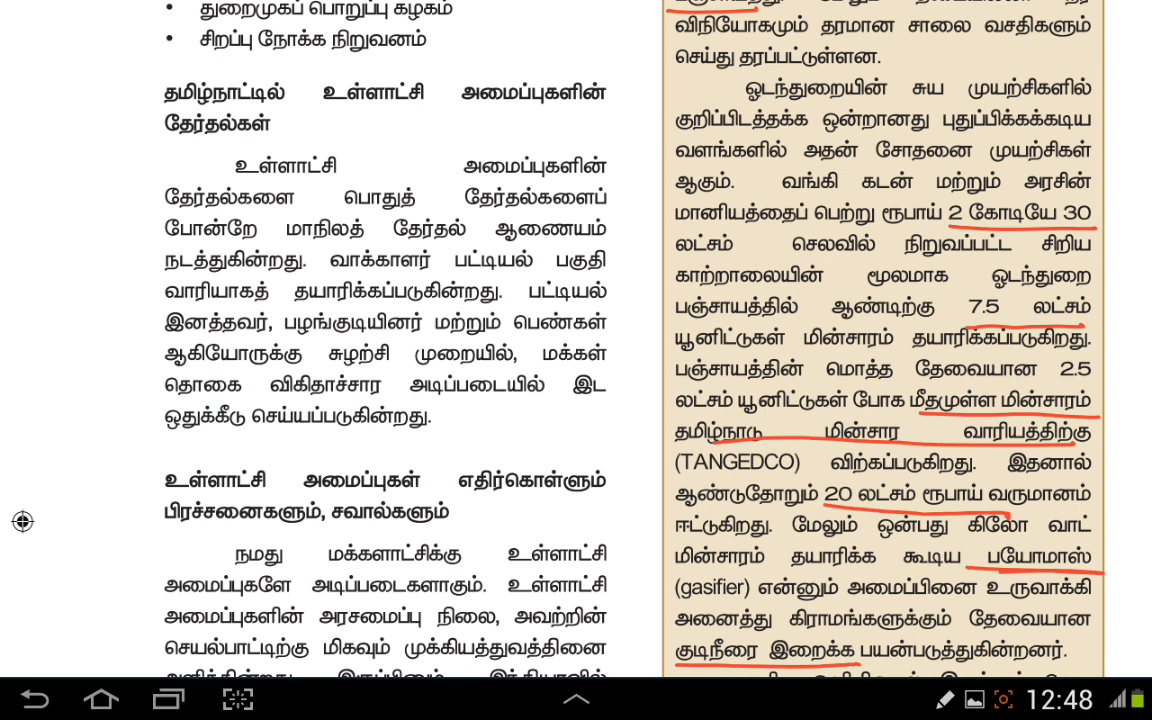 • துறைமுகப் பொறுப்பு கழகம்
• சிறப்பு நோக்க நிறுவனம்
தமிழ்நாட்டில் உள்ளாட்சி அமைப்புகளின்
தேர்தல்கள்
உள்ளாட்சி அமைப்புகளின்
தேர்தல்களை பொதுத் தேர்தல்களைப்
போன்றே மாநிலத் தேர்தல் ஆணையம்
நடத்துகின்றது. வாக்காளர் பட்டியல் பகுதி
வாரியாகத் தயாரிக்கப்படுகின்றது. பட்டியல்
இனத்தவர், பழங்குடியினர் மற்றும் பெண்கள்
ஆகியோருக்கு சுழற்சி முறையில், மக்கள்
தொகை விகிதாச்சார அடிப்படையில் இட
ஒதுக்கீடு செய்யப்படுகின்றது.
உள்ளாட்சி அமைப்புகள் எதிர்கொள்ளும்
பிரச்சனைகளும், சவால்களும்
நமது மக்களாட்சிக்கு உள்ளாட்சி
அமைப்புகளே அடிப்படைகளாகும். உள்ளாட்சி
அமைப்புகளின் அரசமைப்பு நிலை, அவற்றின்
செயல்பாட்டிற்கு மிகவும் முக்கியத்துவத்தினை
விநியோகமும் தரமான சாலை வசதிகளும்
செய்து தரப்பட்டுள்ளன.
ஓடந்துறையின் சுய முயற்சிகளில்
குறிப்பிடத்தக்க ஒன்றானது புதுப்பிக்கக்கடிய
வளங்களில் அதன் சோதனை முயற்சிகள்
ஆகும். வங்கி கடன் மற்றும் அரசின்
மானியத்தைப் பெற்று ரூபாய் 2 கோடியே 30
லட்சம் செலவில் நிறுவப்பட்ட சிறிய
காற்றாலையின் மூலமாக ஓடந்துறை
பஞ்சாயத்தில் ஆண்டிற்கு 7.5 லட்சம்
யூனிட்டுகள் மின்சாரம் தயாரிக்கப்படுகிறது.
பஞ்சாயத்தின் மொத்த தேவையான 2.5
லட்சம் யூனிட்டுகள் போக மீதமுள்ள மின்சாரம்
தமிழ்நாடு மின்சார வாரியத்திற்கு
(TANGEDCO) விற்கப்படுகிறது. இதனால்
ஆண்டுதோறும் 20 லட்சம் ரூபாய் வருமானம்
ஈட்டுகிறது. மேலும் ஒன்பது கிலோ வாட்
மின்சாரம் தயாரிக்க கூடிய பயோமாஸ்
(gasifier) என்னும் அமைப்பினை உருவாக்கி
அனைத்து கிராமங்களுக்கும் தேவையான
குடிநீரை இறைக்க பயன்படுத்துகின்றனர்.
12:48